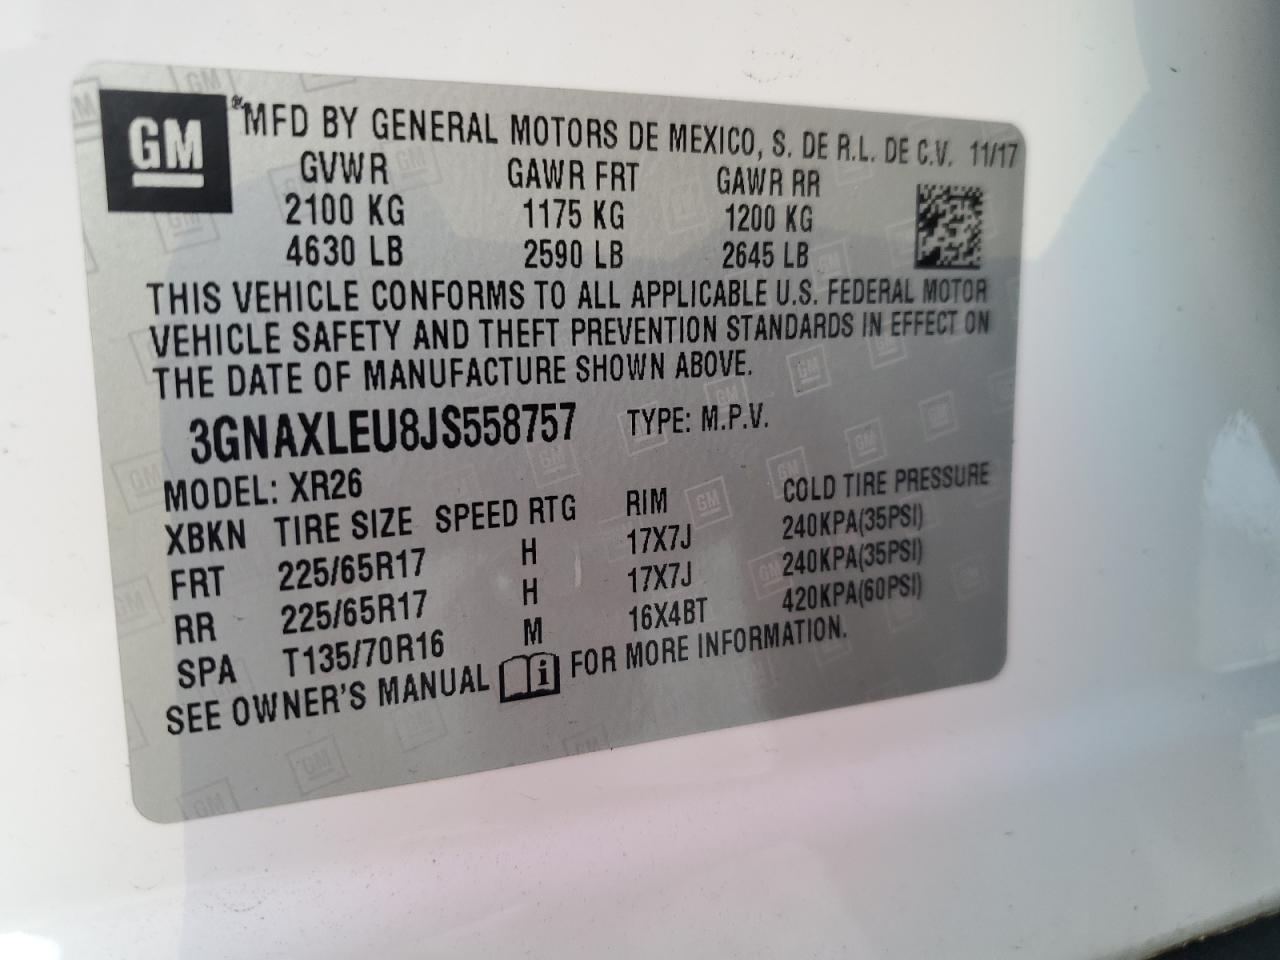 GM
MFD BY GENERAL MOTORS DE MEXICO, S. DE R.L. DE C.V. 11/17
GVWR GAWR FRT GAWR RR
2100 KG 1175 KG 1200 KG
4630 LB 2590 LB 2645 LB
THIS VEHICLE CONFORMS TO ALL APPLICABLE U.S. FEDERAL MOTOR
VEHICLE SAFETY AND THEFT PREVENTION STANDARDS IN EFFECT ON
THE DATE OF MANUFACTURE SHOWN ABOVE.
3GNAXLEU8JS558757 TYPE: M.P.V.
MODEL: XR26
XBKN TIRE SIZE SPEED RTG RIM COLD TIRE PRESSURE
FRT 225/65R17 H 17X7J 240KPA(35PSI)
RR 225/65R17 H 17X7J 240KPA(35PSI)
SPA T135/70R16 M 16X4BT 420KPA(60PSI)
SEE OWNER'S MANUAL i FOR MORE INFORMATION.